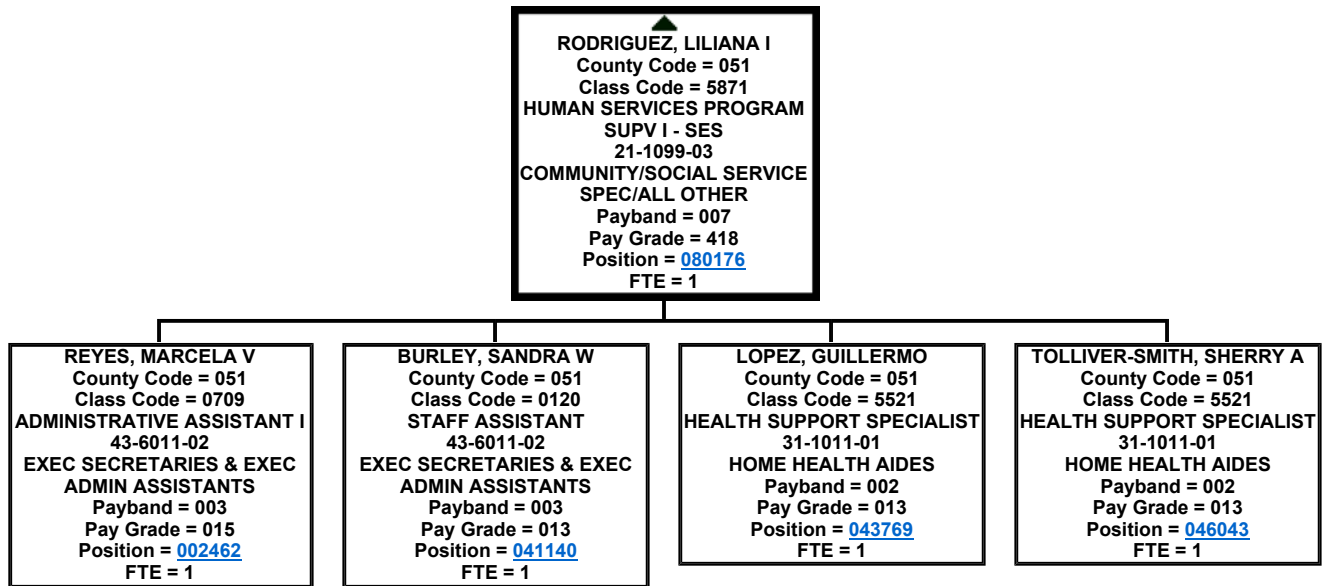 RODRIGUEZ, LILIANA I
County Code = 051
Class Code = 5871
HUMAN SERVICES PROGRAM
SUPV I - SES
21-1099-03
COMMUNITY/SOCIAL SERVICE
SPEC/ALL OTHER
Payband = 007
Pay Grade = 418
Position = 080176
FTE = 1
REYES, MARCELA V
County Code = 051
Class Code = 0709
ADMINISTRATIVE ASSISTANT I
43-6011-02
EXEC SECRETARIES & EXEC
ADMIN ASSISTANTS
Payband = 003
Pay Grade = 015
Position = 002462
FTE = 1
BURLEY, SANDRA W
County Code = 051
Class Code = 0120
STAFF ASSISTANT
43-6011-02
EXEC SECRETARIES & EXEC
ADMIN ASSISTANTS
Payband = 003
Pay Grade = 013
Position = 041140
FTE = 1
LOPEZ, GUILLERMO
County Code = 051
Class Code = 5521
HEALTH SUPPORT SPECIALIST
31-1011-01
HOME HEALTH AIDES
Payband = 002
Pay Grade = 013
Position = 043769
FTE = 1
TOLLIVER-SMITH, SHERRY A
County Code = 051
Class Code = 5521
HEALTH SUPPORT SPECIALIST
31-1011-01
HOME HEALTH AIDES
Payband = 002
Pay Grade = 013
Position = 046043
FTE = 1